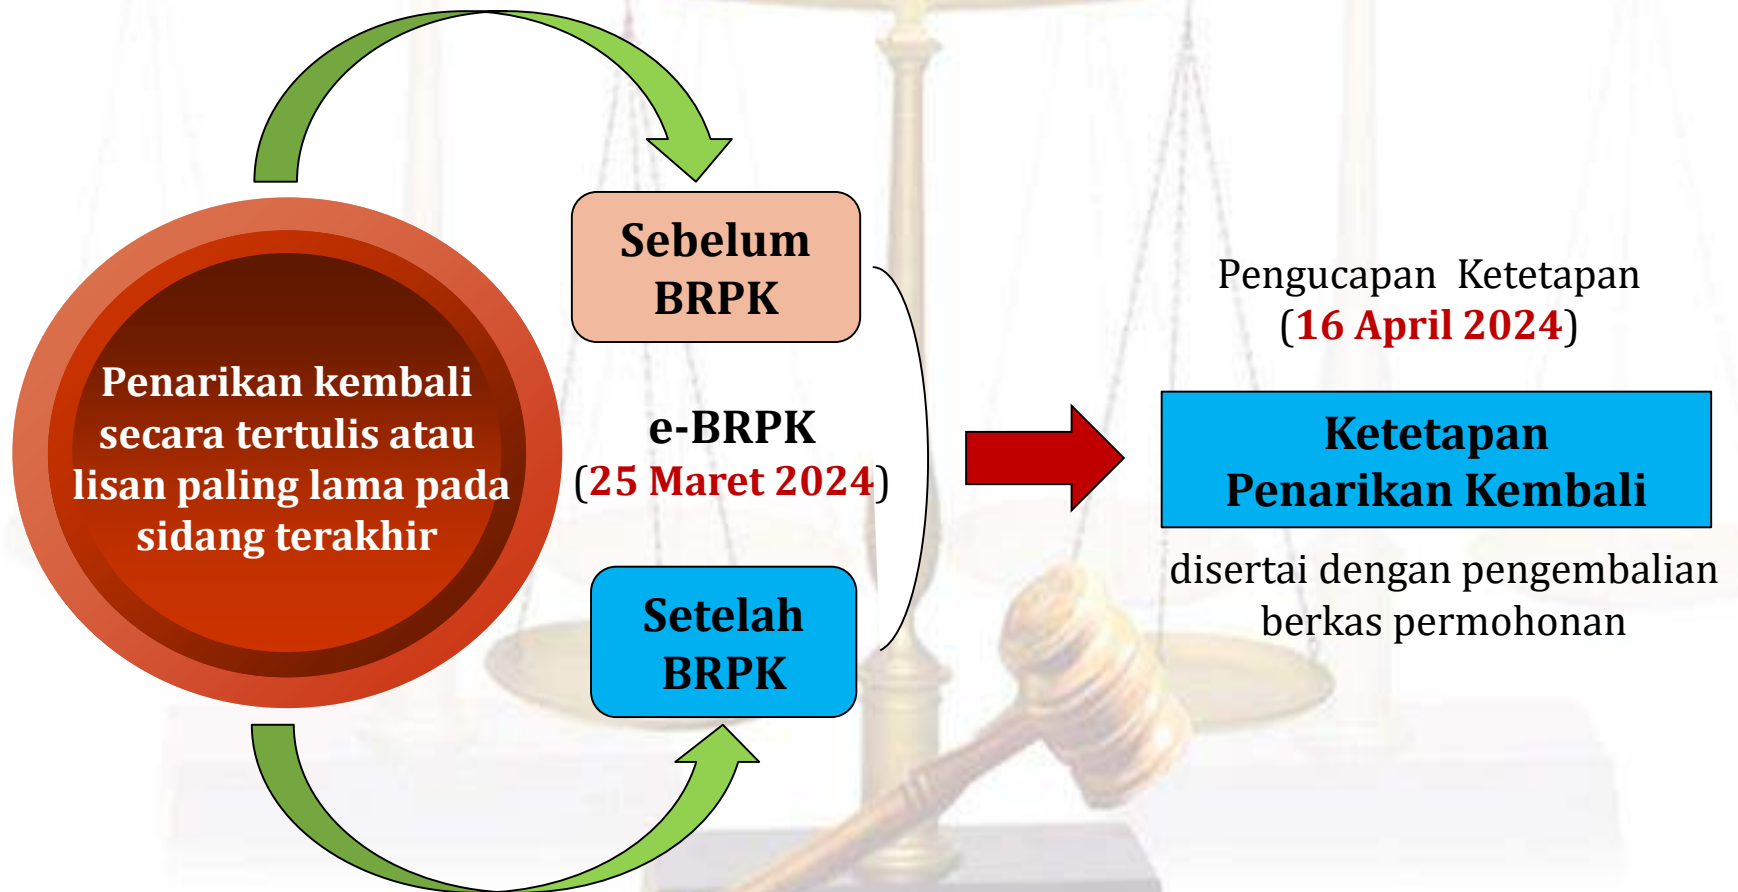 Penarikan kembali
secara tertulis atau
lisan paling lama pada
sidang terakhir
Sebelum
BRPK
e-BRPK
(25 Maret 2024)
Setelah
BRPK
Pengucapan Ketetapan
(16 April 2024)
Ketetapan
Penarikan Kembali
disertai dengan pengembalian
berkas permohonan